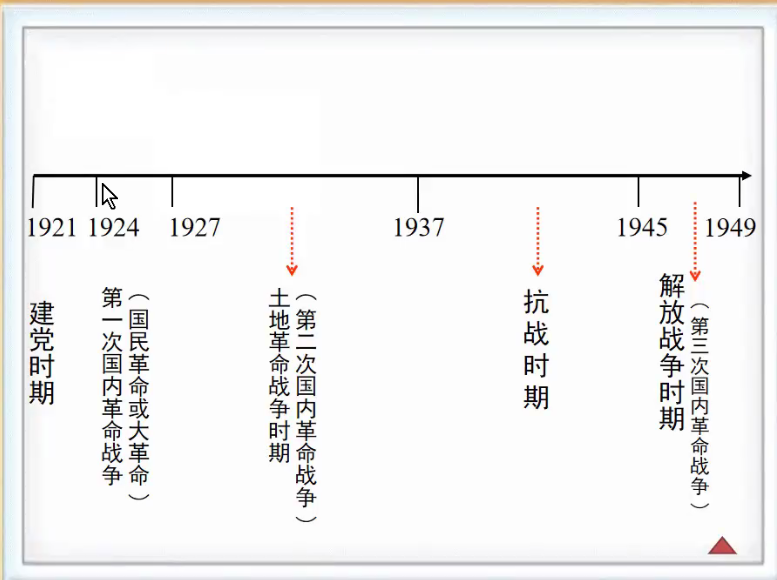 1921 1924 1927 1937 1945 1949
建党时期
第一次国内革命战争
（国民革命或大革命）
土地革命战争时期
（第二次国内革命战争）
抗战时期
解放战争时期
（第三次国内革命战争）